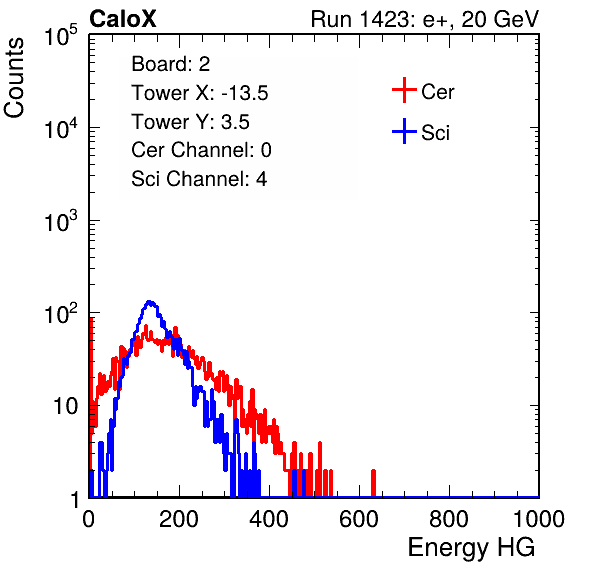 CaloX Run 1423: e+, 20 GeV
Board: 2
Tower X: -13.5
Tower Y: 3.5
Cer Channel: 0
Sci Channel: 4
Cer
Sci
Counts
10^5
10^4
10^3
10^2
10
1
0 200 400 600 800 1000
Energy HG